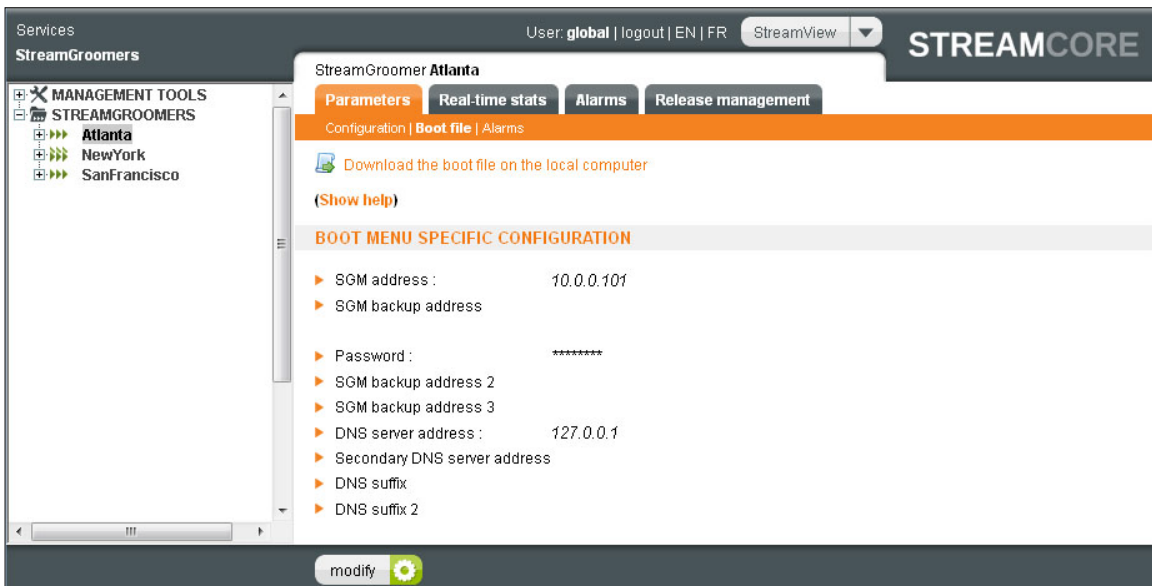 Services
StreamGroomers
User: global | logout | EN | FR
StreamView
STREAMCORE
MANAGEMENT TOOLS
STREAMGROOMERS
Atlanta
NewYork
SanFrancisco
StreamGroomer Atlanta
Parameters Real-time stats Alarms Release management
Configuration | Boot file | Alarms
Download the boot file on the local computer
(Show help)
BOOT MENU SPECIFIC CONFIGURATION
SGM address : 10.0.0.101
SGM backup address
Password : ********
SGM backup address 2
SGM backup address 3
DNS server address : 127.0.0.1
Secondary DNS server address
DNS suffix
DNS suffix 2
modify